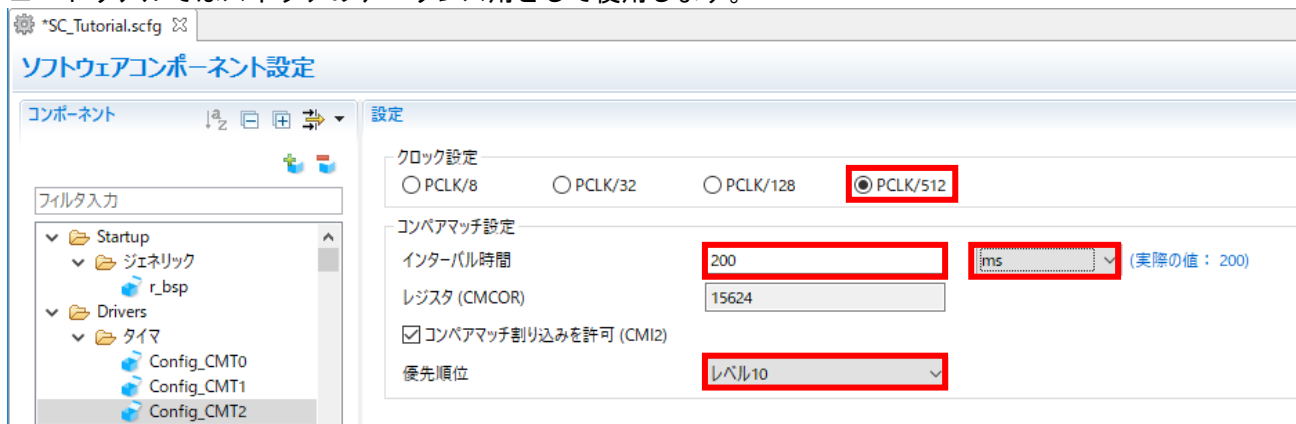 *SC_Tutorial.scfg
ソフトウェアコンポーネント設定
コンポーネント
設定
フィルタ入力
Startup
ジェネリック
r_bsp
Drivers
タイマ
Config_CMT0
Config_CMT1
Config_CMT2
クロック設定
PCLK/8 PCLK/32 PCLK/128 PCLK/512
コンペアマッチ設定
インターバル時間 200 ms (実際の値： 200)
レジスタ (CMCOR) 15624
コンペアマッチ割り込みを許可 (CMI2)
優先順位 レベル10